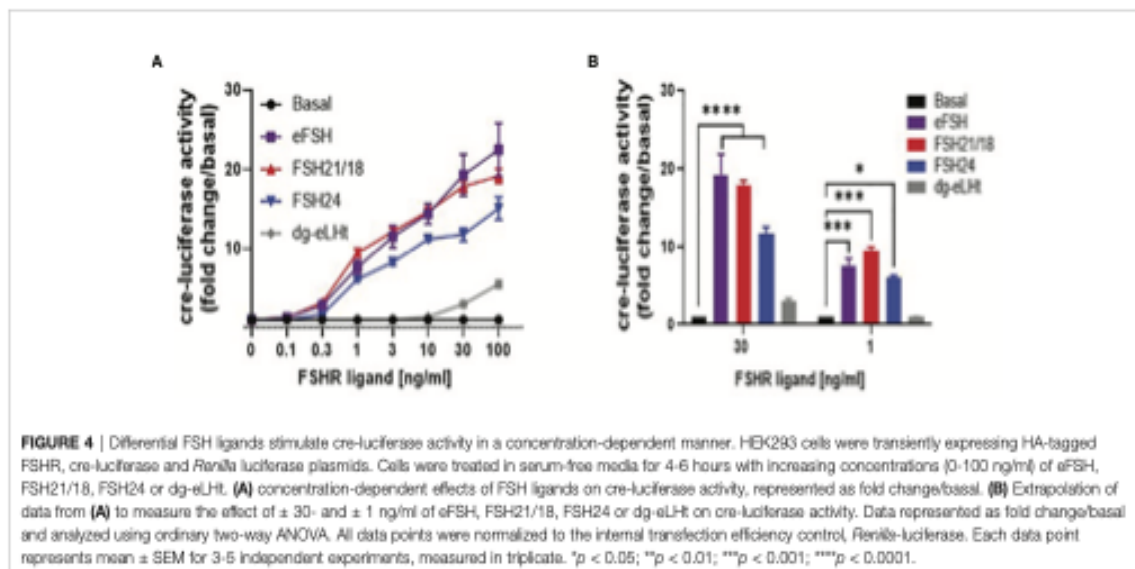 A
B
cre-luciferase activity
(fold change/basal)
30
20
10
Basal
eFSH
FSH21/18
FSH24
dg-eLHt
0 0.1 0.3 1 3 10 30 100
FSHR ligand [ng/ml]
cre-luciferase activity
(fold change/basal)
30
20
10
0
****
*
***
***
Basal
eFSH
FSH21/18
FSH24
dg-eLHt
30 1
FSHR ligand [ng/ml]
FIGURE 4 | Differential FSH ligands stimulate cre-luciferase activity in a concentration-dependent manner. HEK293 cells were transiently expressing HA-tagged
FSHR, cre-luciferase and Renilla luciferase plasmids. Cells were treated in serum-free media for 4-6 hours with increasing concentrations (0-100 ng/ml) of eFSH,
FSH21/18, FSH24 or dg-eLHt. (A) concentration-dependent effects of FSH ligands on cre-luciferase activity, represented as fold change/basal. (B) Extrapolation of
data from (A) to measure the effect of ± 30- and ± 1 ng/ml of eFSH, FSH21/18, FSH24 or dg-eLHt on cre-luciferase activity. Data represented as fold change/basal
and analyzed using ordinary two-way ANOVA. All data points were normalized to the internal transfection efficiency control, Renilla-luciferase. Each data point
represents mean ± SEM for 3-5 independent experiments, measured in triplicate. *p < 0.05; **p < 0.01; ***p < 0.001; ****p < 0.0001.